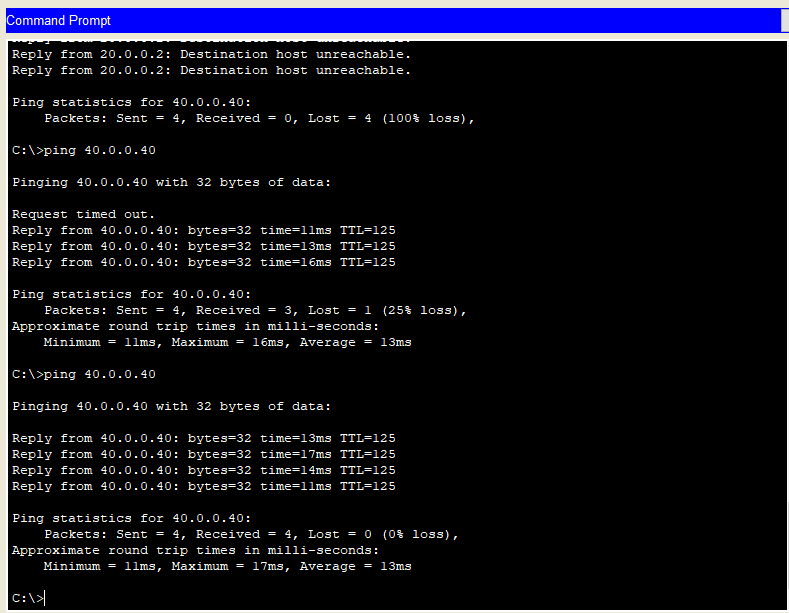 Command Prompt
Reply from 20.0.0.2: Destination host unreachable.
Reply from 20.0.0.2: Destination host unreachable.
Reply from 20.0.0.2: Destination host unreachable.
Ping statistics for 40.0.0.40:
    Packets: Sent = 4, Received = 0, Lost = 4 (100% loss),
C:\>ping 40.0.0.40
Pinging 40.0.0.40 with 32 bytes of data:
Request timed out.
Reply from 40.0.0.40: bytes=32 time=11ms TTL=125
Reply from 40.0.0.40: bytes=32 time=13ms TTL=125
Reply from 40.0.0.40: bytes=32 time=16ms TTL=125
Ping statistics for 40.0.0.40:
    Packets: Sent = 4, Received = 3, Lost = 1 (25% loss),
Approximate round trip times in milli-seconds:
    Minimum = 11ms, Maximum = 16ms, Average = 13ms
C:\>ping 40.0.0.40
Pinging 40.0.0.40 with 32 bytes of data:
Reply from 40.0.0.40: bytes=32 time=13ms TTL=125
Reply from 40.0.0.40: bytes=32 time=17ms TTL=125
Reply from 40.0.0.40: bytes=32 time=14ms TTL=125
Reply from 40.0.0.40: bytes=32 time=11ms TTL=125
Ping statistics for 40.0.0.40:
    Packets: Sent = 4, Received = 4, Lost = 0 (0% loss),
Approximate round trip times in milli-seconds:
    Minimum = 11ms, Maximum = 17ms, Average = 13ms
C:\>